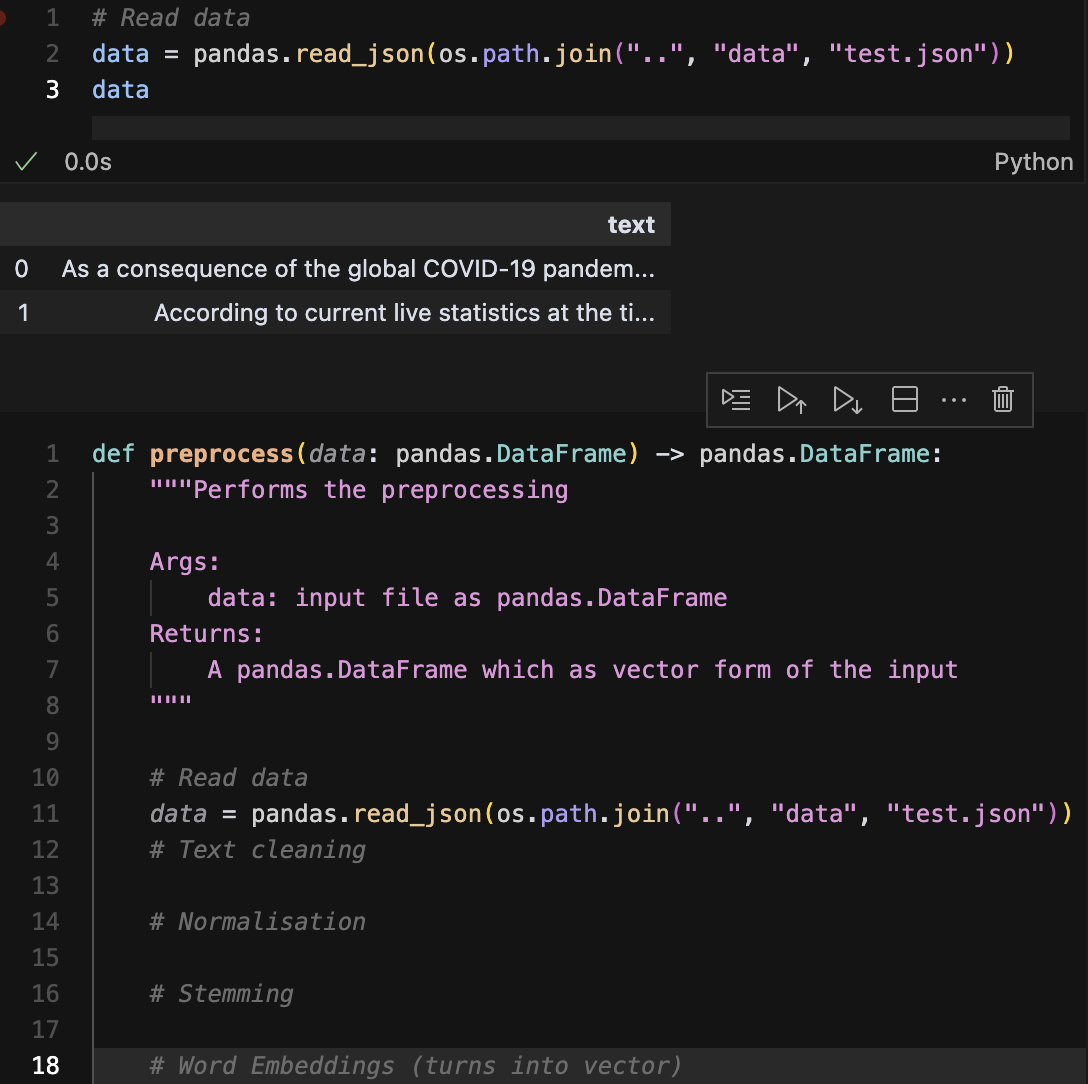 1 # Read data
2 data = pandas.read_json(os.path.join("..", "data", "test.json"))
3 data
0.0s Python
text
0 As a consequence of the global COVID-19 pandem...
1 According to current live statistics at the ti...
1 def preprocess(data: pandas.DataFrame) -> pandas.DataFrame:
2 """Performs the preprocessing
3
4 Args:
5 data: input file as pandas.DataFrame
6 Returns:
7 A pandas.DataFrame which as vector form of the input
8 """
9
10 # Read data
11 data = pandas.read_json(os.path.join("..", "data", "test.json"))
12 # Text cleaning
13
14 # Normalisation
15
16 # Stemming
17
18 # Word Embeddings (turns into vector)